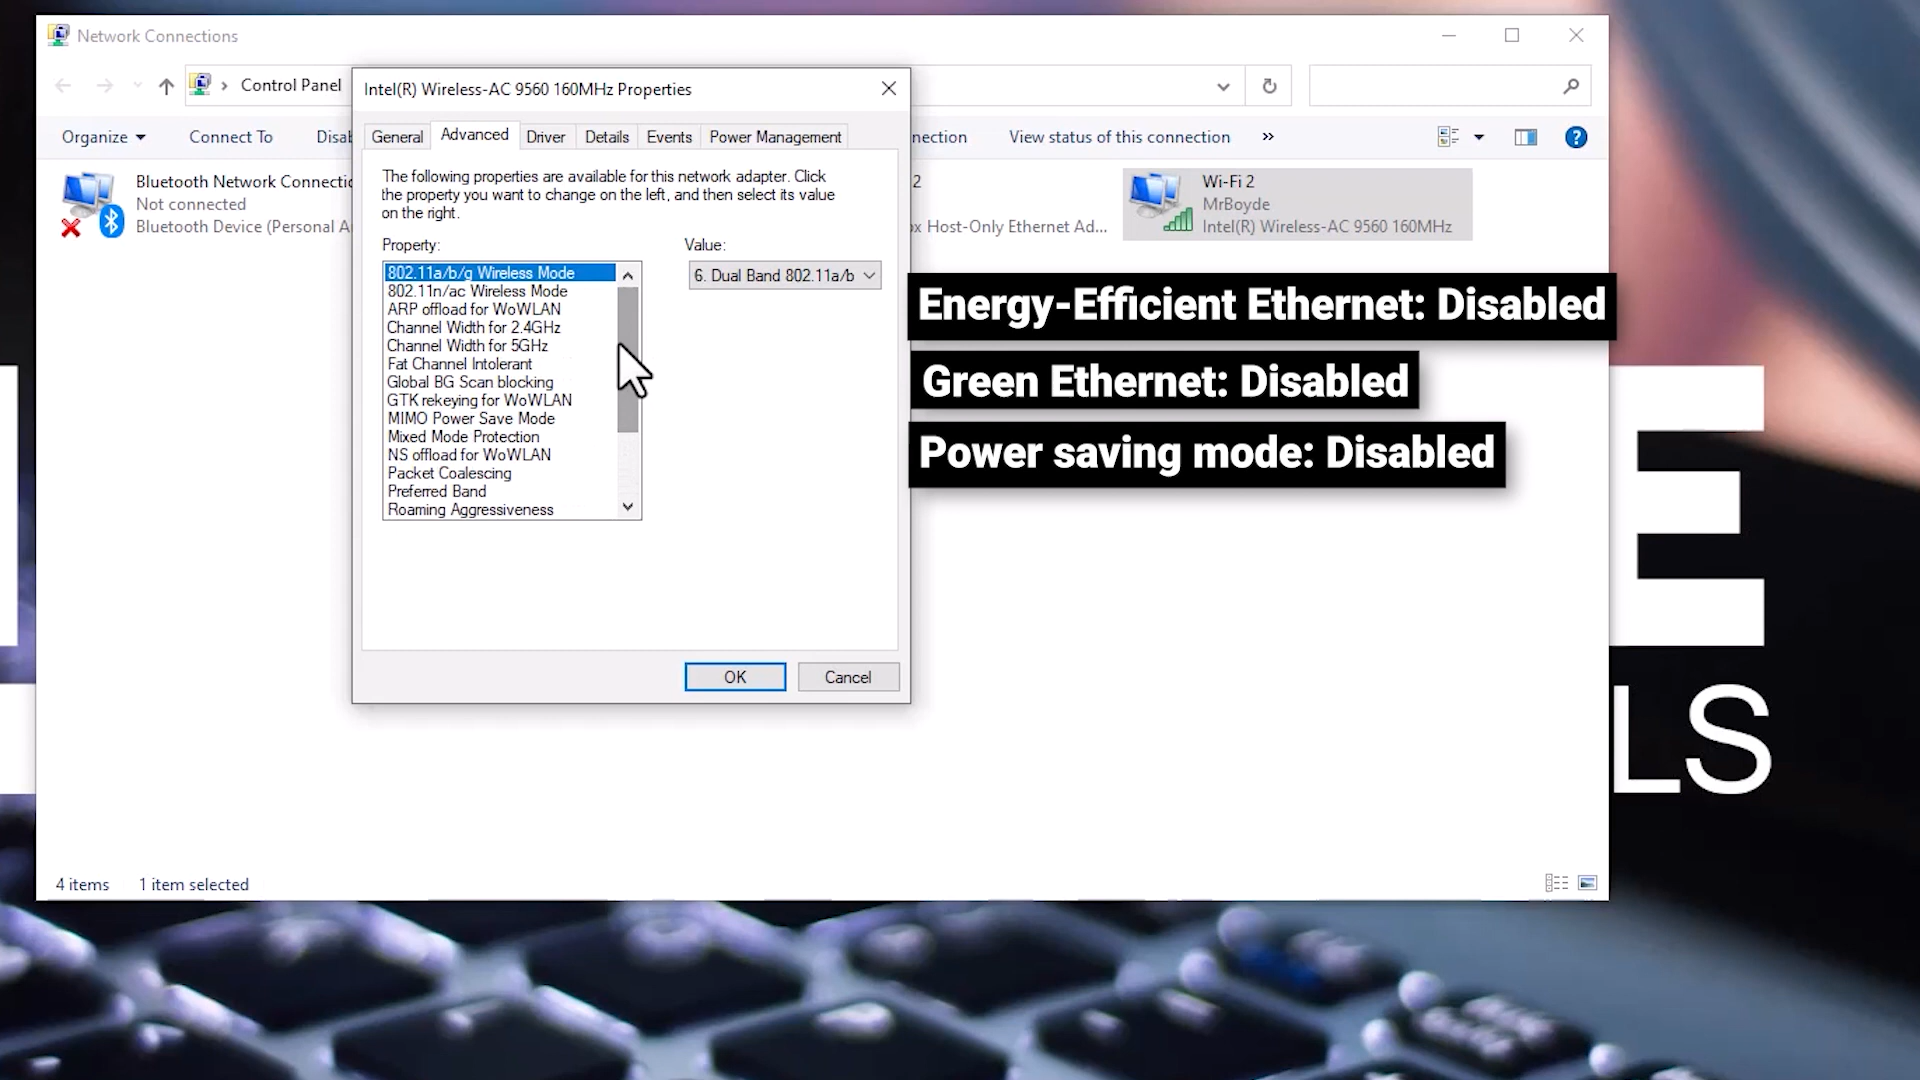 Network Connections
Control Panel
Intel(R) Wireless-AC 9560 160MHz Properties
Organize
Connect To
Disab
nection
View status of this connection
»
General
Advanced
Driver
Details
Events
Power Management
Bluetooth Network Connectio
Not connected
Bluetooth Device (Personal A
2
ox Host-Only Ethernet Ad...
Wi-Fi 2
MrBoyde
Intel(R) Wireless-AC 9560 160MHz
The following properties are available for this network adapter. Click
the property you want to change on the left, and then select its value
on the right.
Property:
Value:
802.11a/b/g Wireless Mode
802.11n/ac Wireless Mode
ARP offload for WoWLAN
Channel Width for 2.4GHz
Channel Width for 5GHz
Fat Channel Intolerant
Global BG Scan blocking
GTK rekeying for WoWLAN
MIMO Power Save Mode
Mixed Mode Protection
NS offload for WoWLAN
Packet Coalescing
Preferred Band
Roaming Aggressiveness
6. Dual Band 802.11a/b
Energy-Efficient Ethernet: Disabled
Green Ethernet: Disabled
Power saving mode: Disabled
OK
Cancel
E
LS
4 items
1 item selected